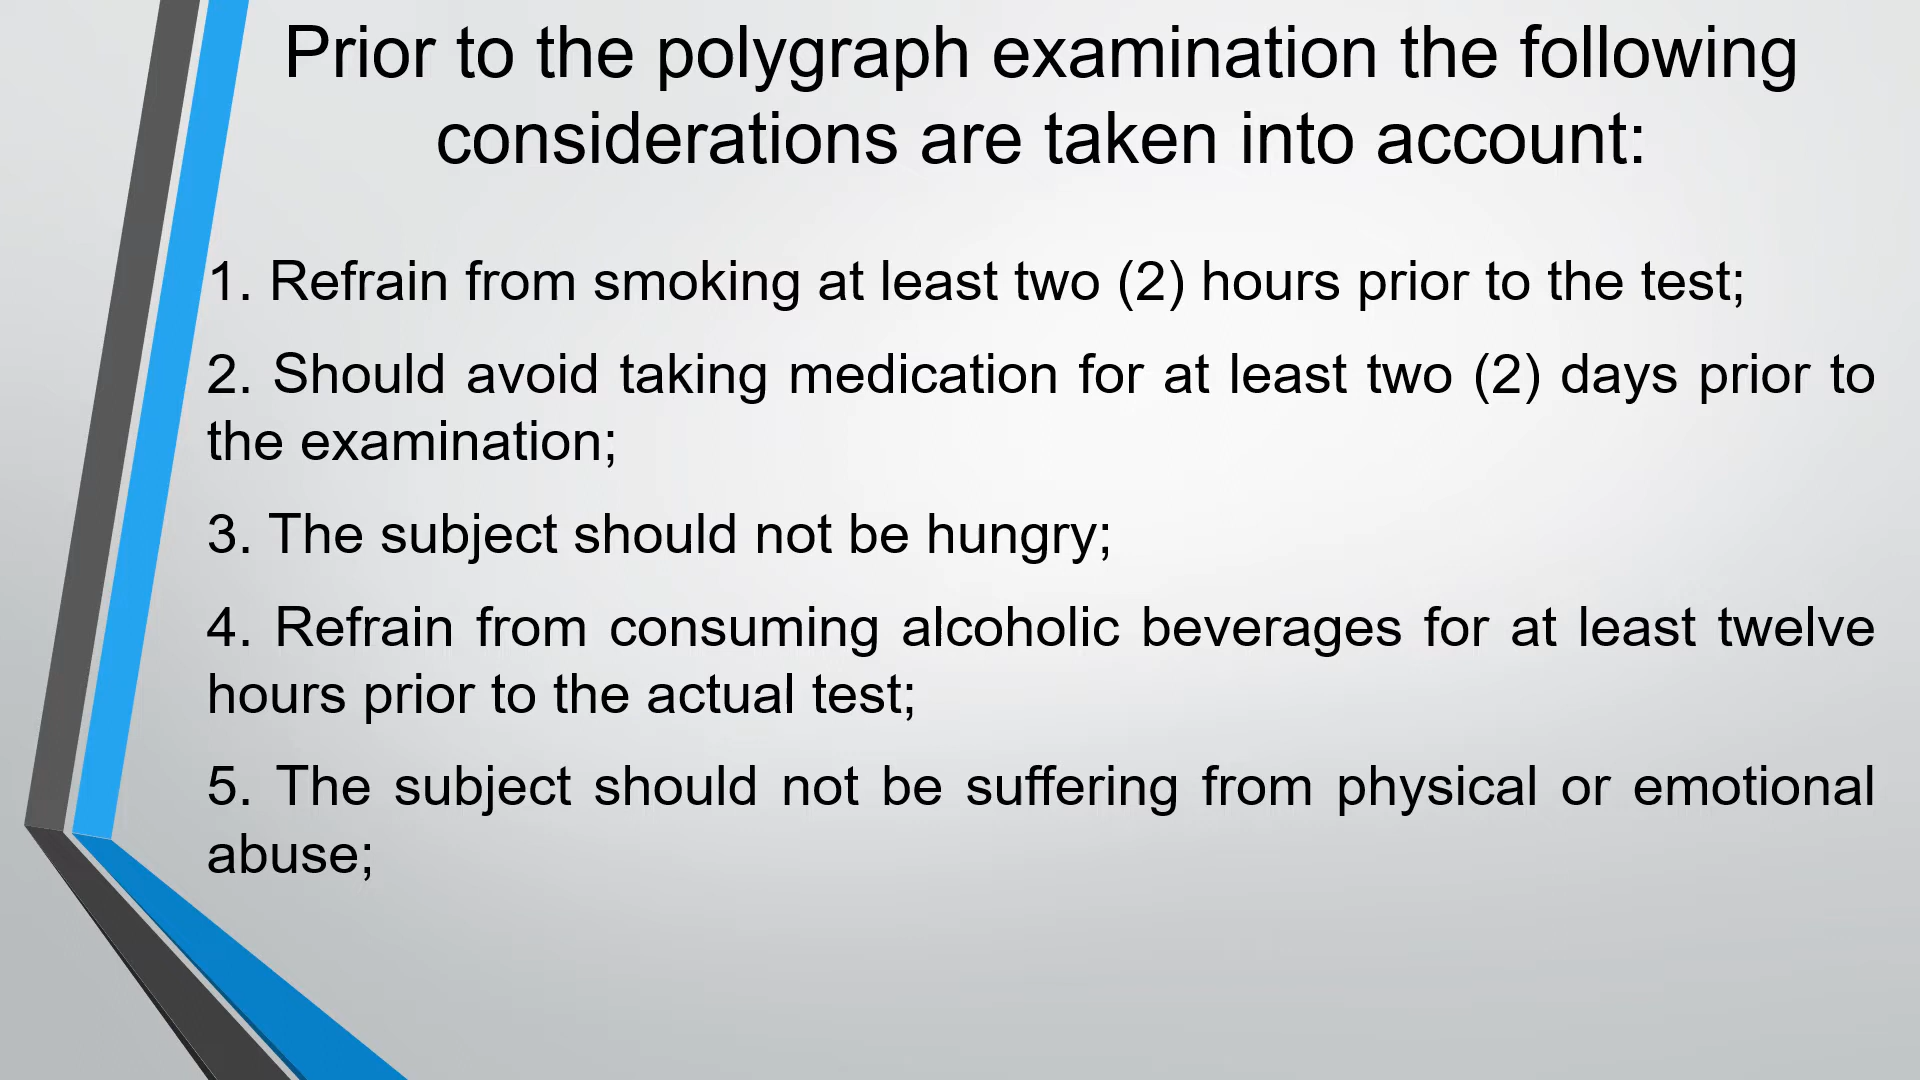 Prior to the polygraph examination the following
considerations are taken into account:
1. Refrain from smoking at least two (2) hours prior to the test;
2. Should avoid taking medication for at least two (2) days prior to
the examination;
3. The subject should not be hungry;
4. Refrain from consuming alcoholic beverages for at least twelve
hours prior to the actual test;
5. The subject should not be suffering from physical or emotional
abuse;